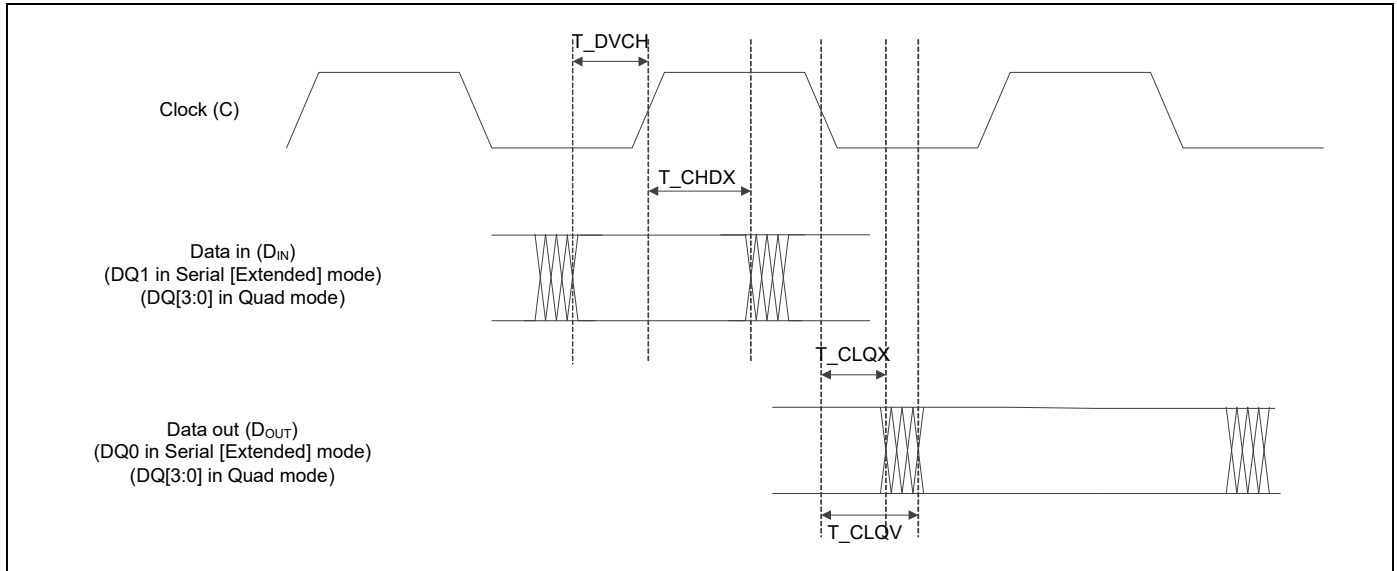 T_DVCH
Clock (C)
T_CHDX
Data in (DIN)
(DQ1 in Serial [Extended] mode)
(DQ[3:0] in Quad mode)
T_CLQX
Data out (DOUT)
(DQ0 in Serial [Extended] mode)
(DQ[3:0] in Quad mode)
T_CLQV